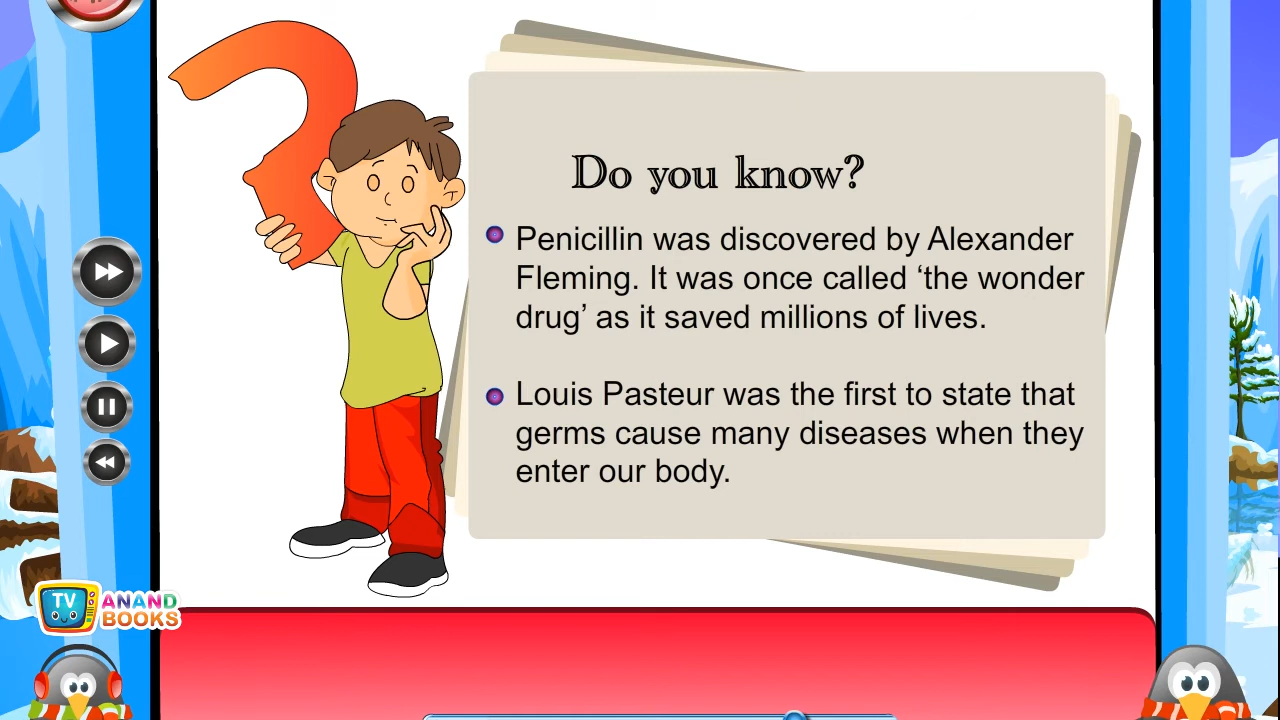 Do you know?
Penicillin was discovered by Alexander
Fleming. It was once called ‘the wonder
drug’ as it saved millions of lives.
Louis Pasteur was the first to state that
germs cause many diseases when they
enter our body.
TV
ANAND
BOOKS